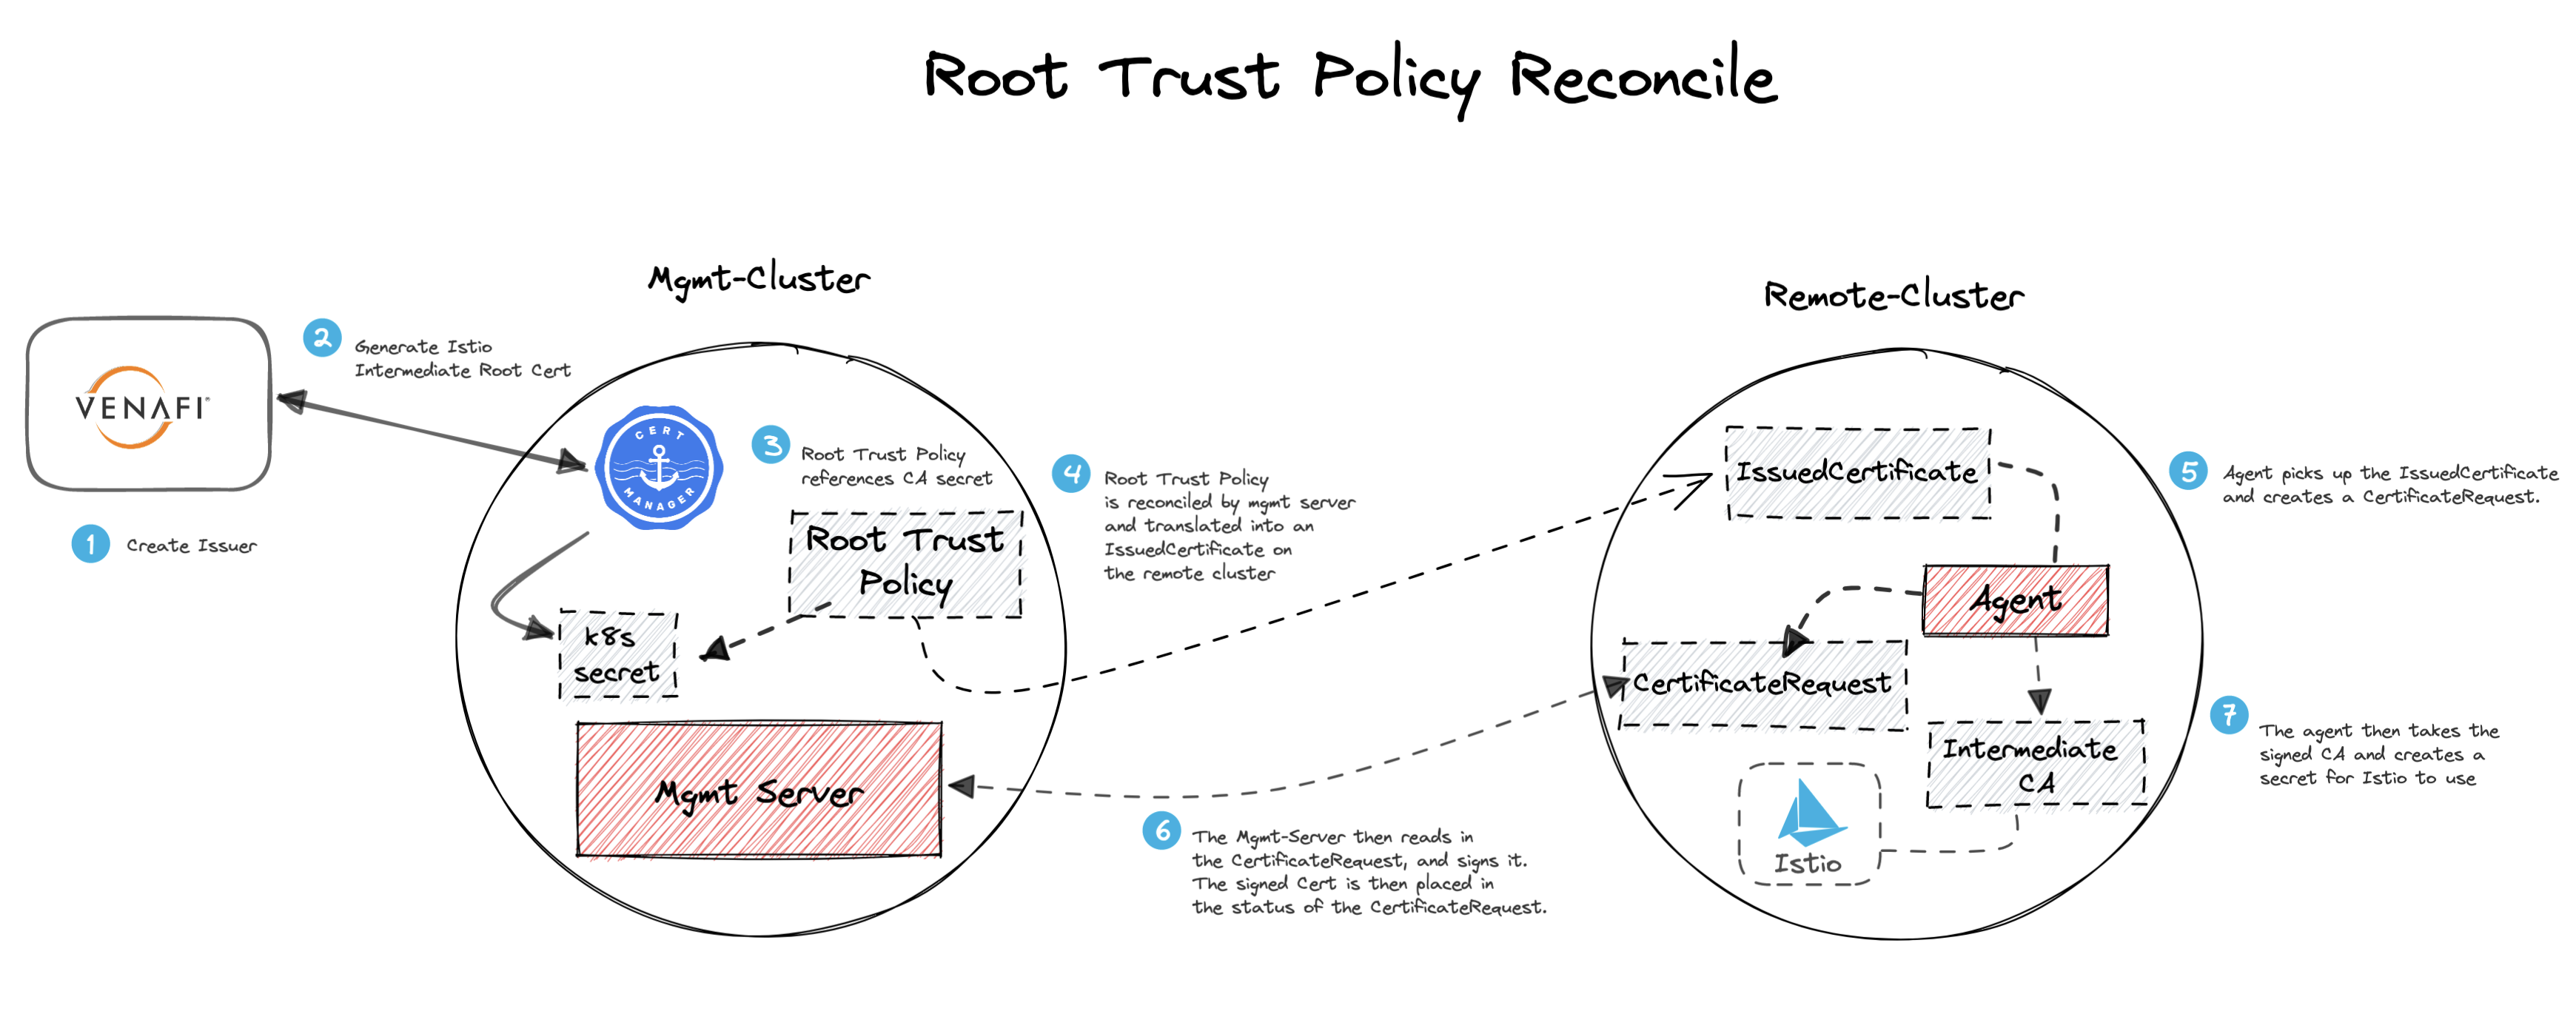 Root Trust Policy Reconcile
Mgmt-Cluster
Remote-Cluster
VENAFI®
1 Create Issuer
2 Generate Istio
Intermediate Root Cert
CERT
MANAGER
3 Root Trust Policy
references CA secret
Root Trust
Policy
k8s
secret
Mgmt Server
4 Root Trust Policy
is reconciled by mgmt server
and translated into an
IssuedCertificate on
the remote cluster
IssuedCertificate
5 Agent picks up the IssuedCertificate
and creates a CertificateRequest.
Agent
CertificateRequest
6 The Mgmt-Server then reads in
the CertificateRequest, and signs it.
The signed Cert is then placed in
the status of the CertificateRequest.
Intermediate
CA
Istio
7 The agent then takes the
signed CA and creates a
secret for Istio to use